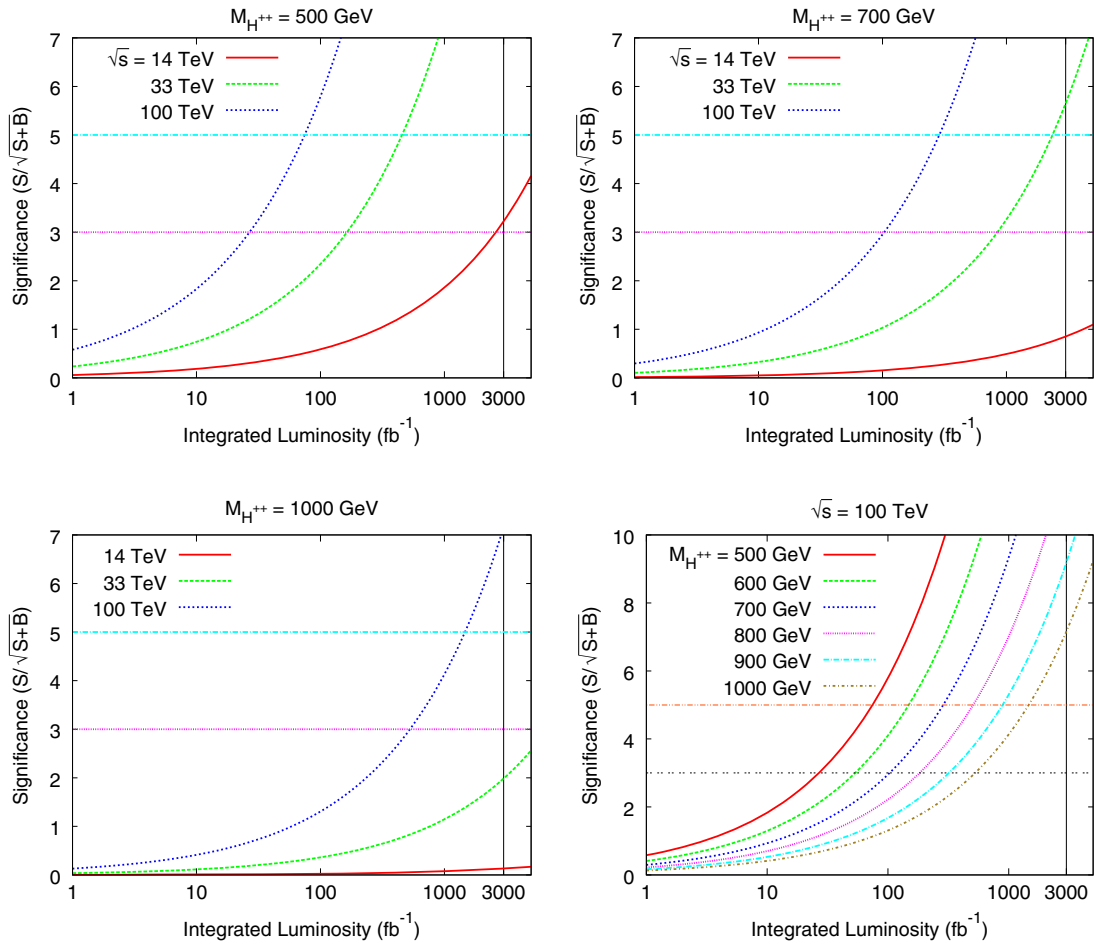 M_H++ = 500 GeV
Significance (S/√S+B)
7
6
5
4
3
2
1
0
√s = 14 TeV
33 TeV
100 TeV
1 10 100 1000 3000
Integrated Luminosity (fb⁻¹)
M_H++ = 700 GeV
Significance (S/√S+B)
7
6
5
4
3
2
1
0
√s = 14 TeV
33 TeV
100 TeV
1 10 100 1000 3000
Integrated Luminosity (fb⁻¹)
M_H++ = 1000 GeV
Significance (S/√S+B)
7
6
5
4
3
2
1
0
14 TeV
33 TeV
100 TeV
1 10 100 1000 3000
Integrated Luminosity (fb⁻¹)
√s = 100 TeV
Significance (S/√S+B)
10
8
6
4
2
0
M_H++ = 500 GeV
600 GeV
700 GeV
800 GeV
900 GeV
1000 GeV
1 10 100 1000 3000
Integrated Luminosity (fb⁻¹)